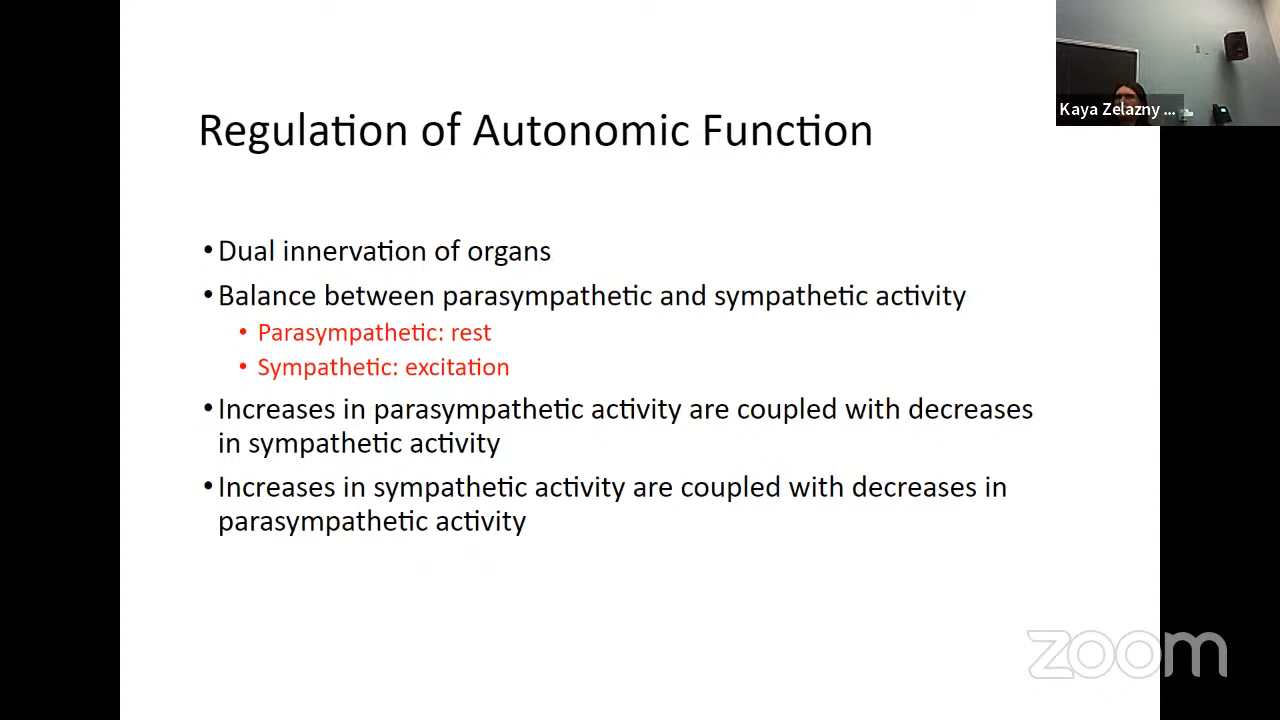 Kaya Zelazny ...
Regulation of Autonomic Function
•Dual innervation of organs
•Balance between parasympathetic and sympathetic activity
• Parasympathetic: rest
• Sympathetic: excitation
•Increases in parasympathetic activity are coupled with decreases
in sympathetic activity
•Increases in sympathetic activity are coupled with decreases in
parasympathetic activity
zoom